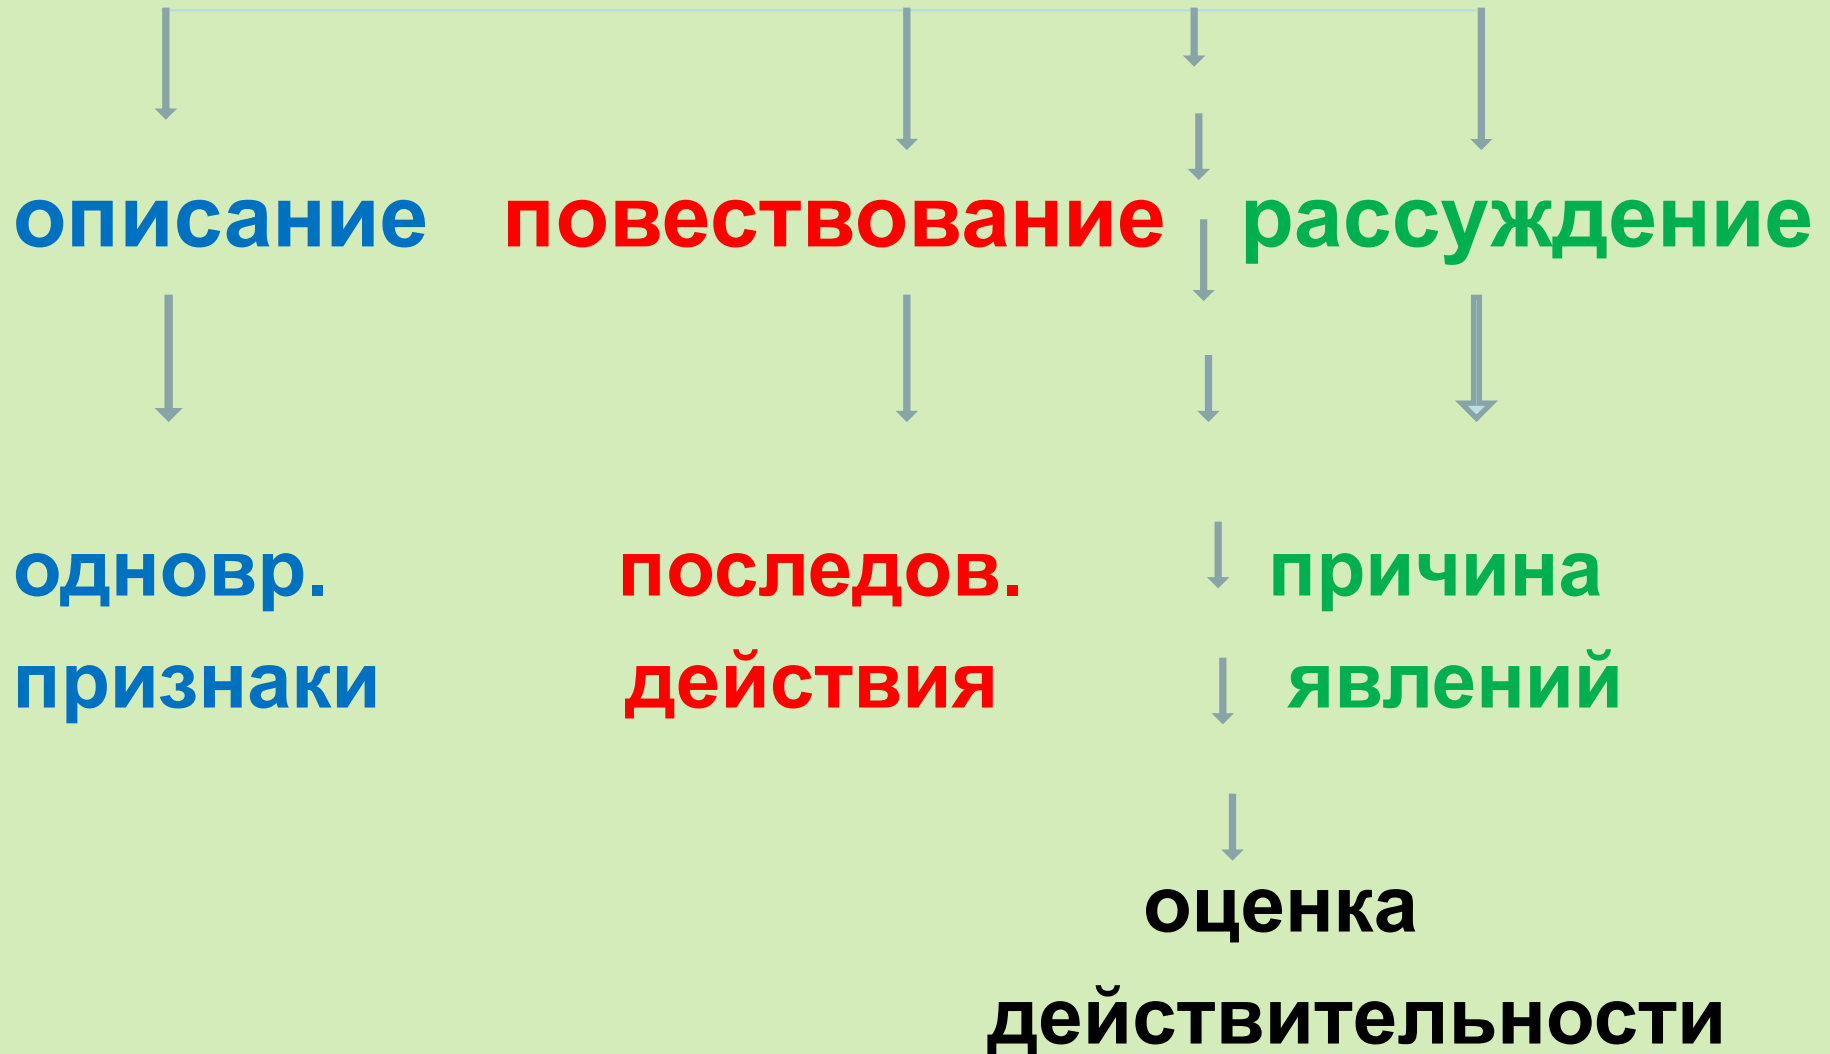 описание повествование рассуждение
одновр. последов. причина
признаки действия явлений
оценка
действительности